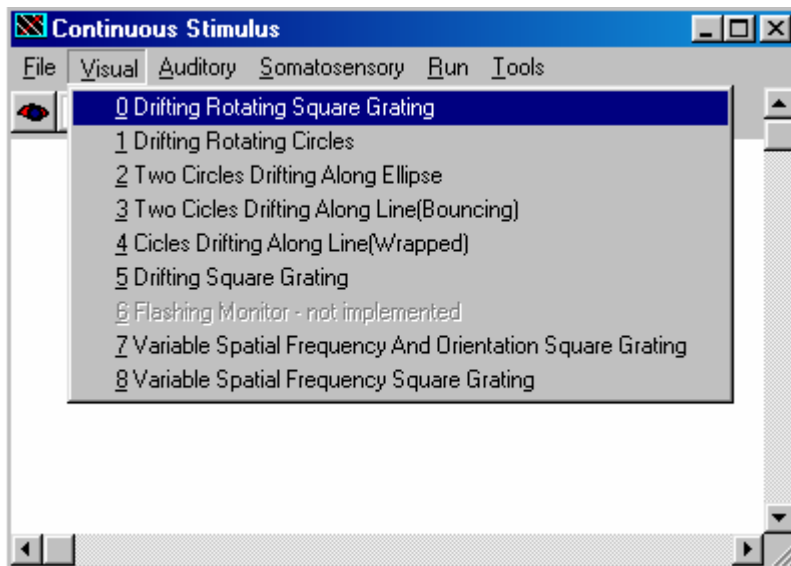 Continuous Stimulus
File Visual Auditory Somatosensory Run Tools
0 Drifting Rotating Square Grating
1 Drifting Rotating Circles
2 Two Circles Drifting Along Ellipse
3 Two Cicles Drifting Along Line(Bouncing)
4 Cicles Drifting Along Line(Wrapped)
5 Drifting Square Grating
6 Flashing Monitor - not implemented
7 Variable Spatial Frequency And Orientation Square Grating
8 Variable Spatial Frequency Square Grating